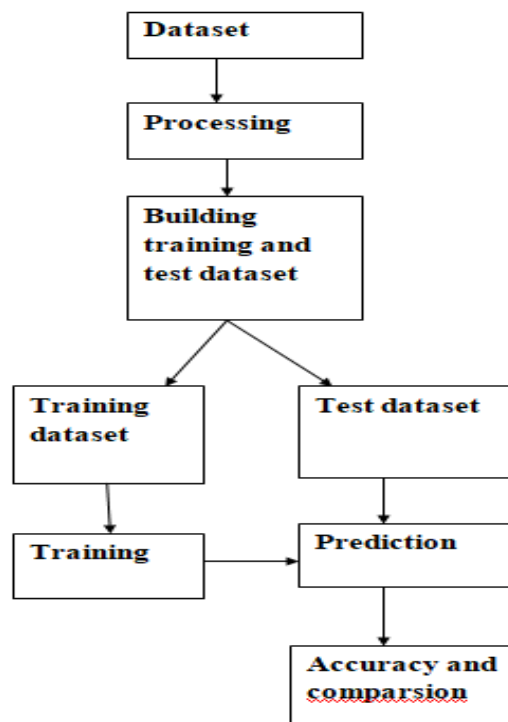 Dataset
Processing
Building
training and
test dataset
Training
dataset
Test dataset
Training
Prediction
Accuracy and
comparsion